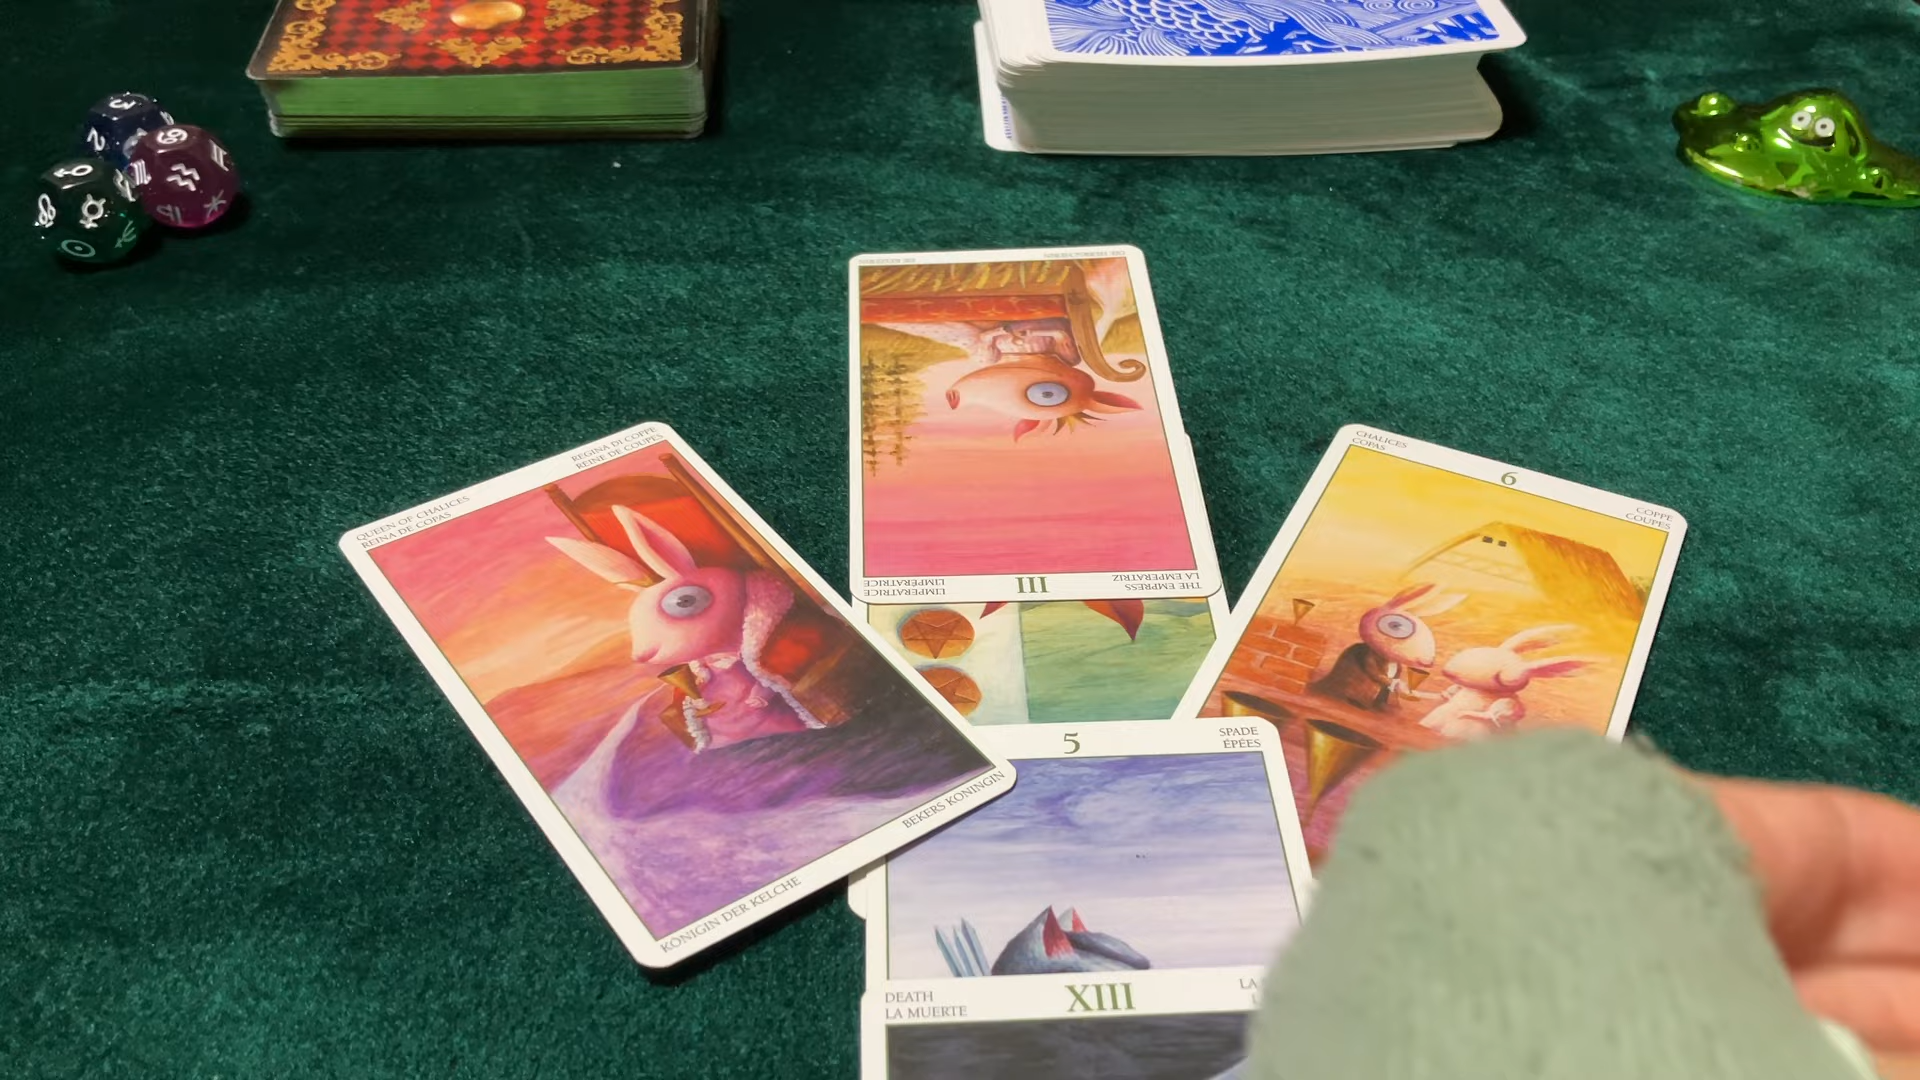 QUEEN OF CHALICES
REINA DE COPAS
REGINA DI COPPE
REINE DE COUPES
KÖNIGIN DER KELCHE
BEKERS KONINGIN
III
THE EMPRESS
LA EMPERATRIZ
L'IMPERATRICE
L'IMPÉRATRICE
CHALICES
COPAS
6
COPPE
COUPES
5
SPADE
ÉPÉES
DEATH
LA MUERTE
XIII
LA